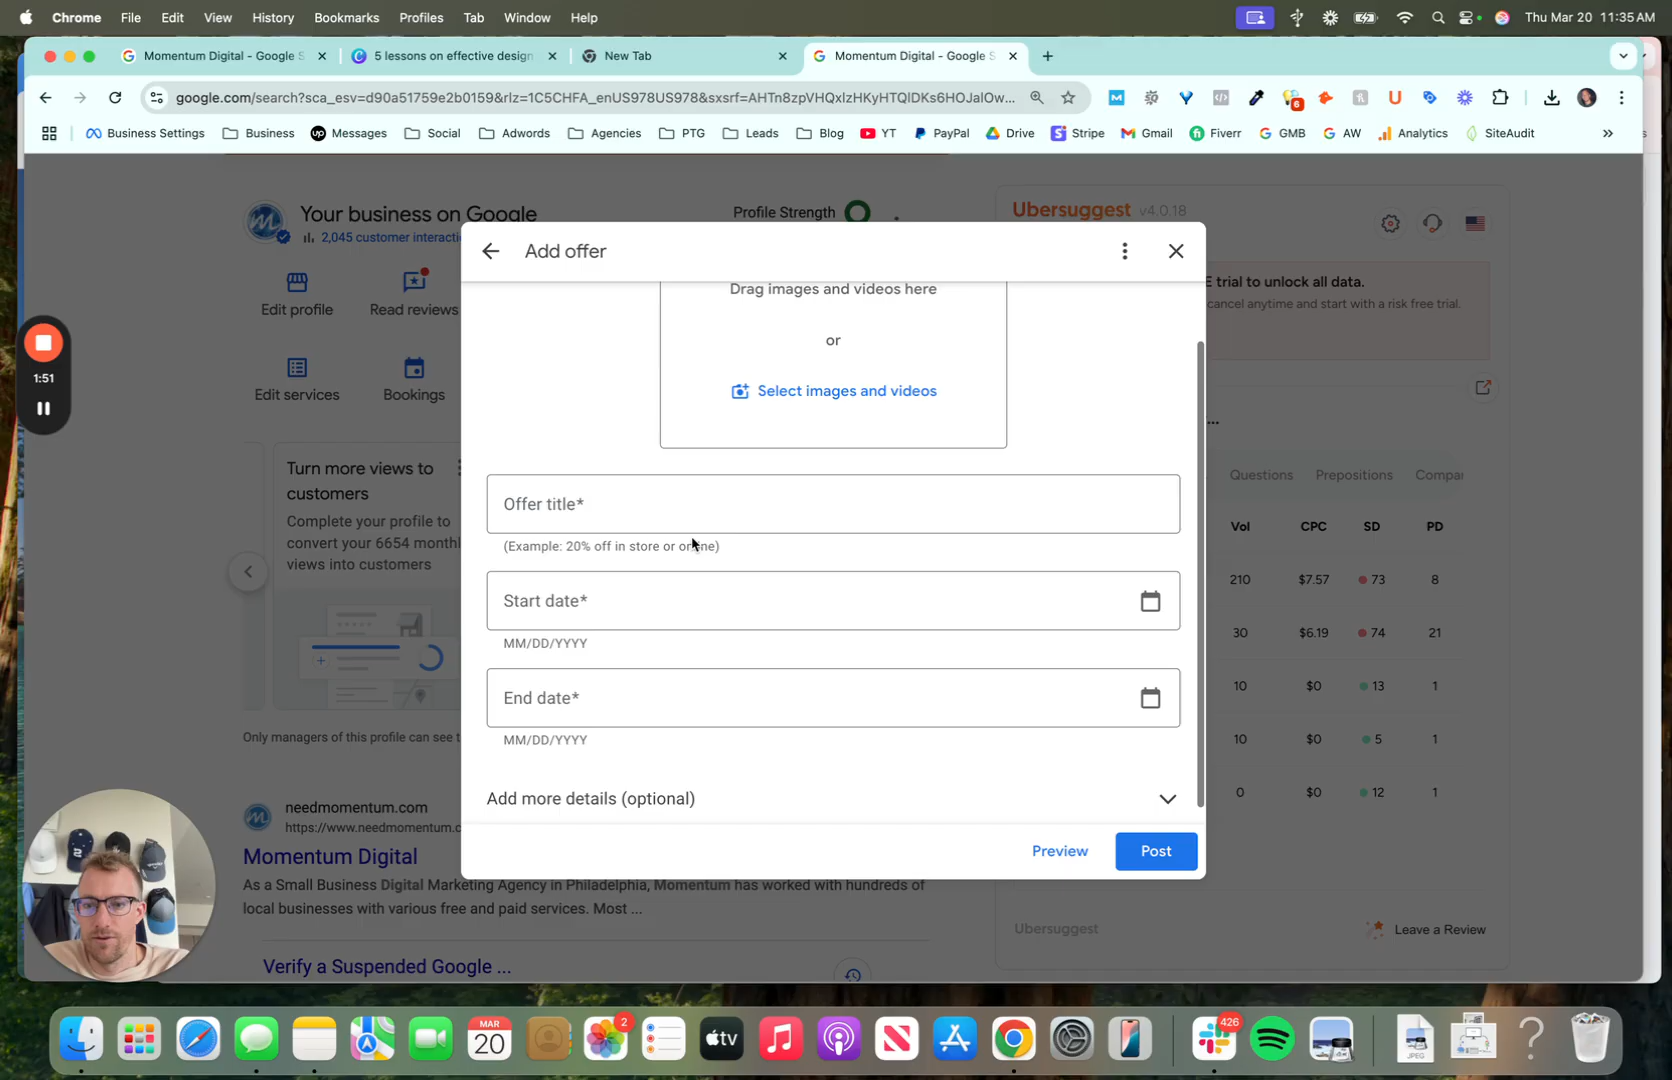 Chrome File Edit View History Bookmarks Profiles Tab Window Help
Thu Mar 20 11:35 AM
Momentum Digital - Google S
5 lessons on effective design
New Tab
Momentum Digital - Google S
google.com/search?sca_esv=d90a51759e2b0159&rlz=1C5CHFA_enUS978US978&sxsrf=AHTn8zpVHQxIzHKyHTQlDKs6HOJalOw...
6
Business Settings Business Messages Social Adwords Agencies PTG Leads Blog YT PayPal Drive Stripe Gmail Fiverr GMB AW Analytics SiteAudit
up
Your business on Google
Profile Strength
2,045 customer interacti
Edit profile
Read reviews
Edit services
Bookings
Turn more views to
customers
Complete your profile to
convert your 6654 monthl
views into customers
Only managers of this profile can see t
needmomentum.com
https://www.needmomentum.c
Momentum Digital
As a Small Business Digital Marketing Agency in Philadelphia, Momentum has worked with hundreds of
local businesses with various free and paid services. Most ...
Verify a Suspended Google ...
1:51
Add offer
Drag images and videos here
or
Select images and videos
Offer title*
(Example: 20% off in store or online)
Start date*
MM/DD/YYYY
End date*
MM/DD/YYYY
Add more details (optional)
Preview
Post
Ubersuggest v4.0.18
E trial to unlock all data.
cancel anytime and start with a risk free trial.
...
Questions Prepositions Compar
Vol CPC SD PD
210 $7.57 73 8
30 $6.19 74 21
10 $0 13 1
10 $0 5 1
0 $0 12 1
Ubersuggest
Leave a Review
MAR
20
2
tv
426
JPEG